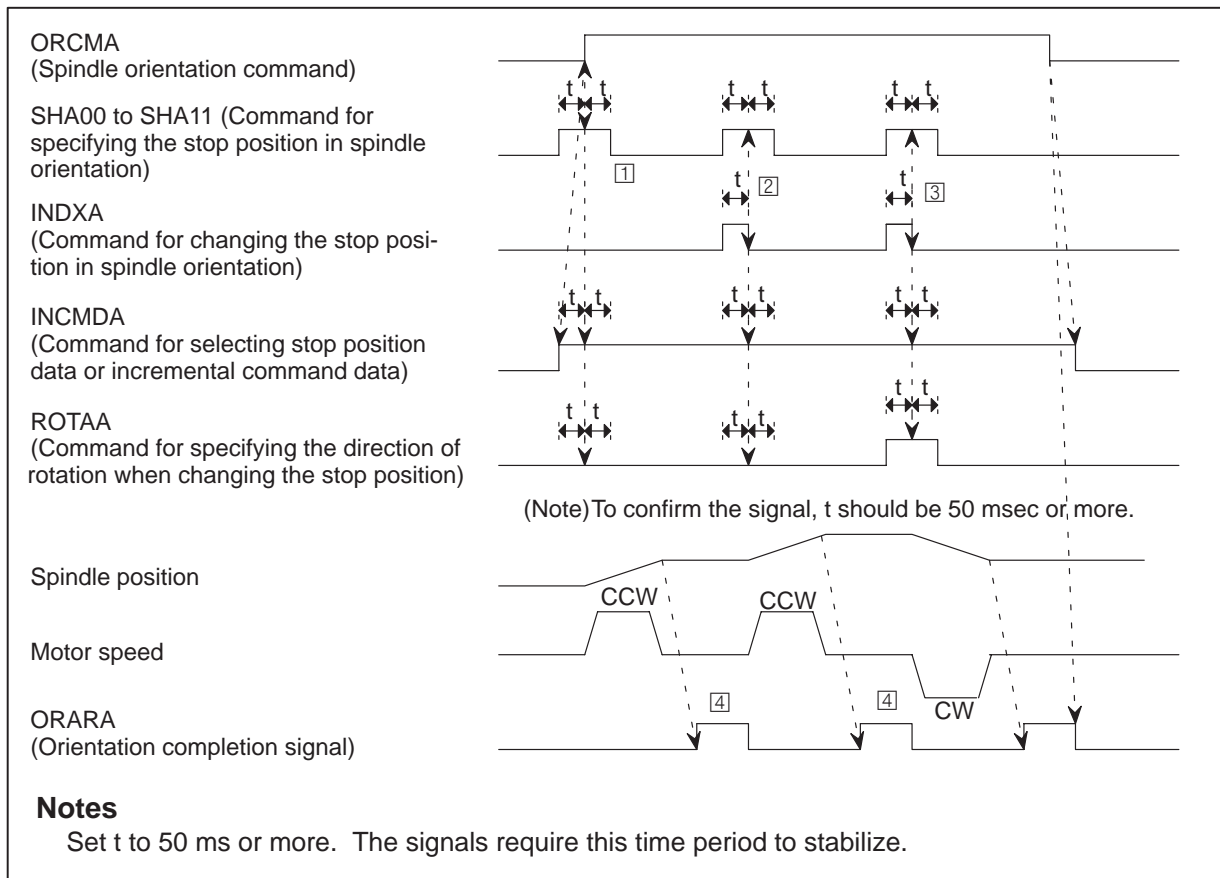 ORCMA
(Spindle orientation command)
t t
t t
t t
SHA00 to SHA11 (Command for
specifying the stop position in spindle
orientation)
1
2
3
t
t
INDXA
(Command for changing the stop posi-
tion in spindle orientation)
t t
t t
t t
INCMDA
(Command for selecting stop position
data or incremental command data)
t t
t t
t t
ROTAA
(Command for specifying the direction of
rotation when changing the stop position)
(Note)To confirm the signal, t should be 50 msec or more.
Spindle position
CCW
CCW
Motor speed
CW
4
4
ORARA
(Orientation completion signal)
Notes
Set t to 50 ms or more. The signals require this time period to stabilize.